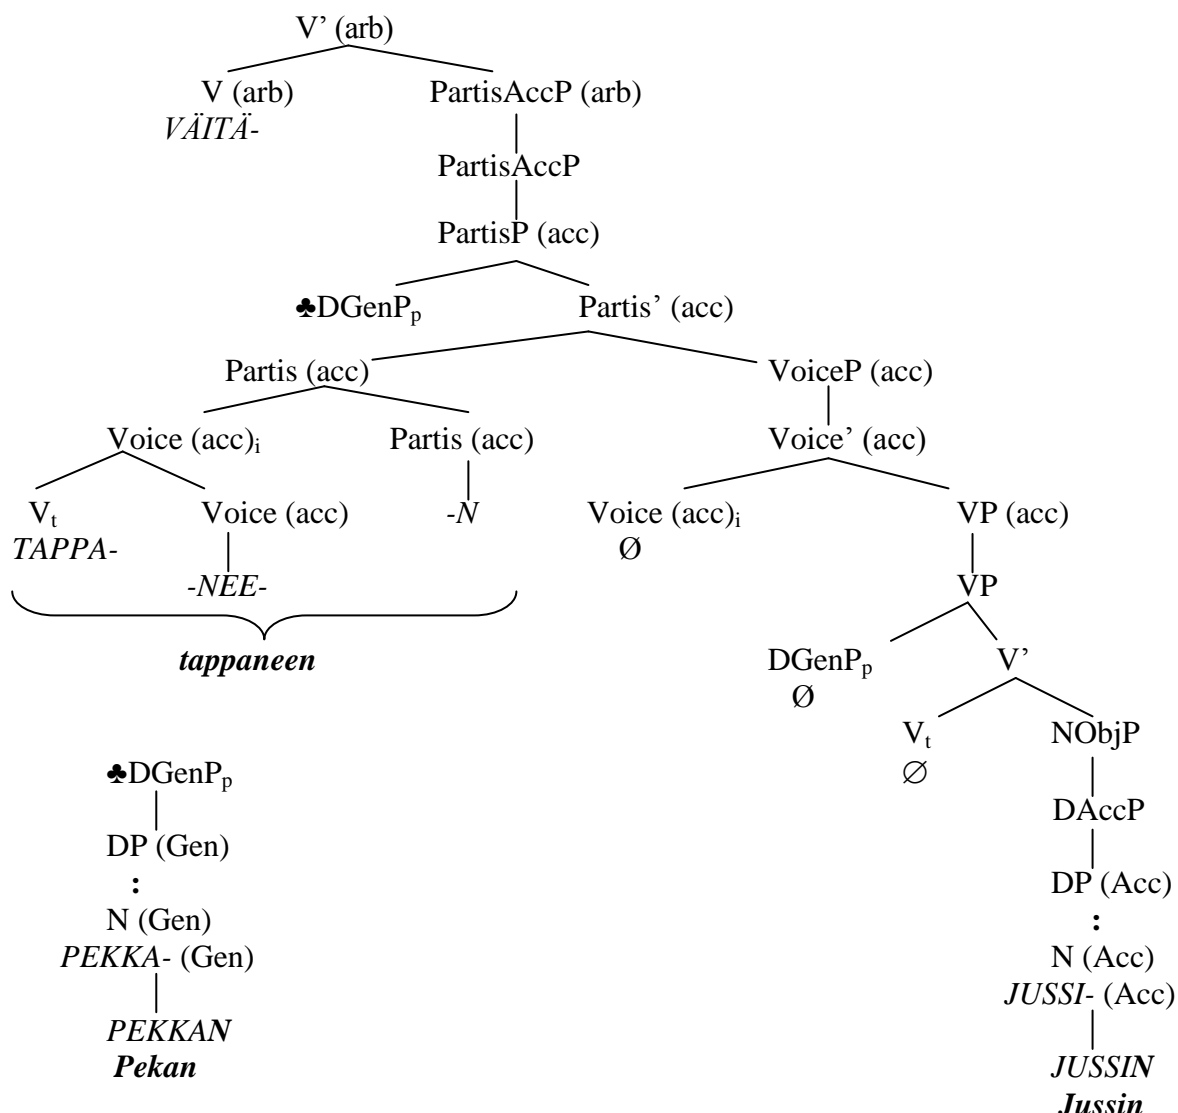 V’ (arb)
V (arb) PartisAccP (arb)
VÄITÄ-
PartisAccP
PartisP (acc)
♣DGenPp Partis’ (acc)
Partis (acc) VoiceP (acc)
Voice (acc)i Partis (acc) Voice’ (acc)
Vt Voice (acc) -N Voice (acc)i VP (acc)
TAPPA- Ø
-NEE- VP
tappaneen DGenPp V’
Ø
Vt NObjP
♣DGenPp ∅
DAccP
DP (Gen) DP (Acc)
: :
N (Gen) N (Acc)
PEKKA- (Gen) JUSSI- (Acc)
PEKKAN JUSSIN
Pekan Jussin